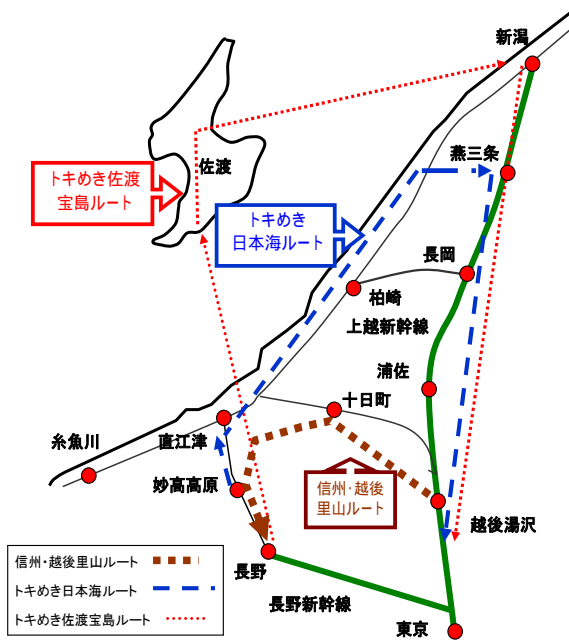 新潟
燕三条
佐渡
トキめき佐渡
宝島ルート
トキめき
日本海ルート
長岡
柏崎
上越新幹線
浦佐
十日町
糸魚川
直江津
妙高高原
信州・越後
里山ルート
越後湯沢
長野
長野新幹線
東京
信州・越後里山ルート
トキめき日本海ルート
トキめき佐渡宝島ルート